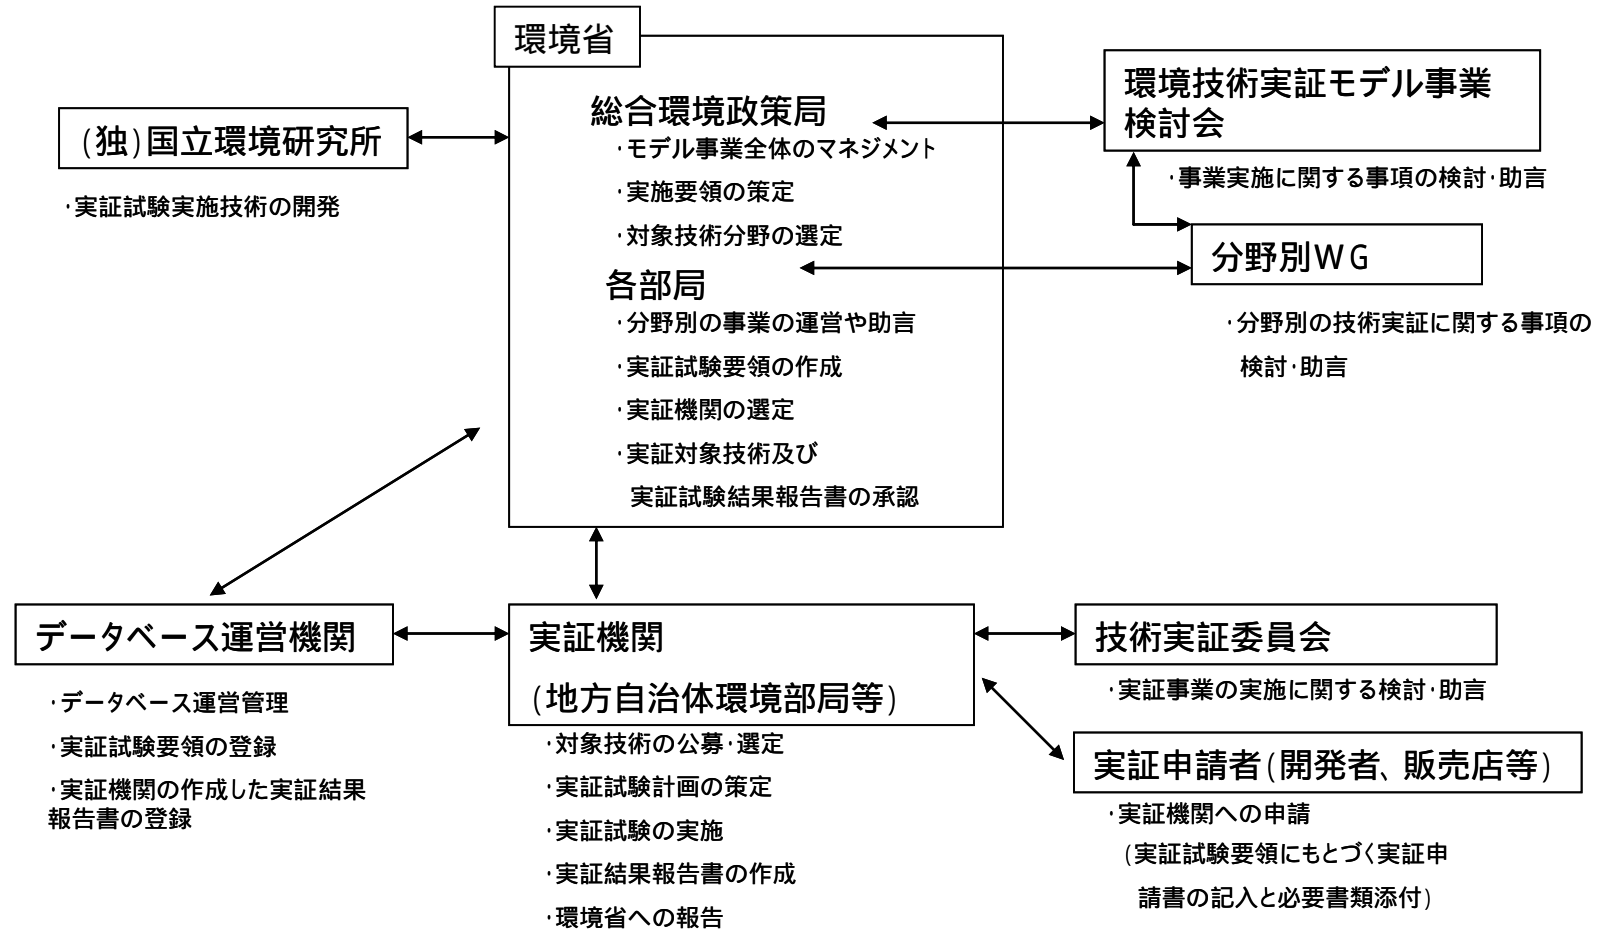 環境省
総合環境政策局
・モデル事業全体のマネジメント
・実施要領の策定
・対象技術分野の選定
各部局
・分野別の事業の運営や助言
・実証試験要領の作成
・実証機関の選定
・実証対象技術及び
実証試験結果報告書の承認
(独)国立環境研究所
・実証試験実施技術の開発
環境技術実証モデル事業
検討会
・事業実施に関する事項の検討・助言
分野別WG
・分野別の技術実証に関する事項の
検討・助言
データベース運営機関
・データベース運営管理
・実証試験要領の登録
・実証機関の作成した実証結果
報告書の登録
実証機関
(地方自治体環境部局等)
・対象技術の公募・選定
・実証試験計画の策定
・実証試験の実施
・実証結果報告書の作成
・環境省への報告
技術実証委員会
・実証事業の実施に関する検討・助言
実証申請者(開発者、販売店等)
・実証機関への申請
(実証試験要領にもとづく実証申
請書の記入と必要書類添付)